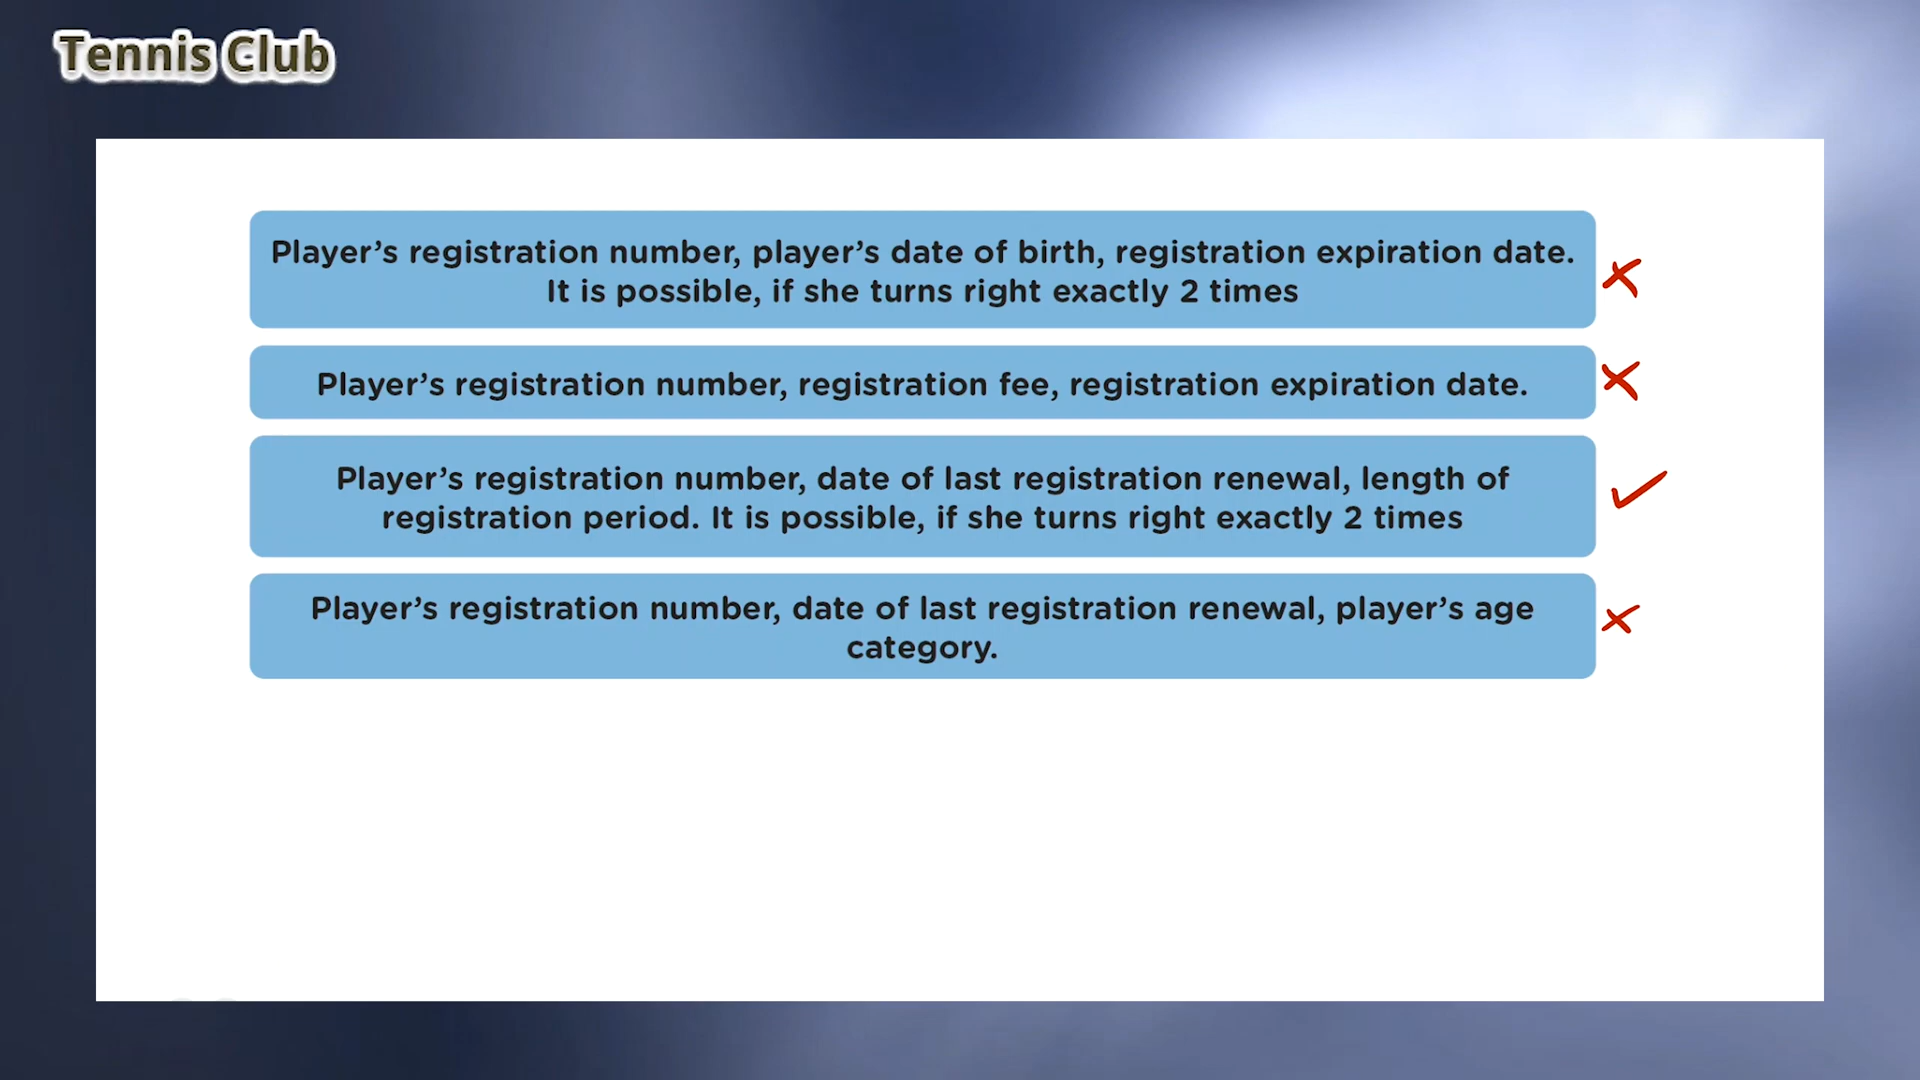 Tennis Club
Player’s registration number, player’s date of birth, registration expiration date.
It is possible, if she turns right exactly 2 times
Player’s registration number, registration fee, registration expiration date.
Player’s registration number, date of last registration renewal, length of
registration period. It is possible, if she turns right exactly 2 times
Player’s registration number, date of last registration renewal, player’s age
category.